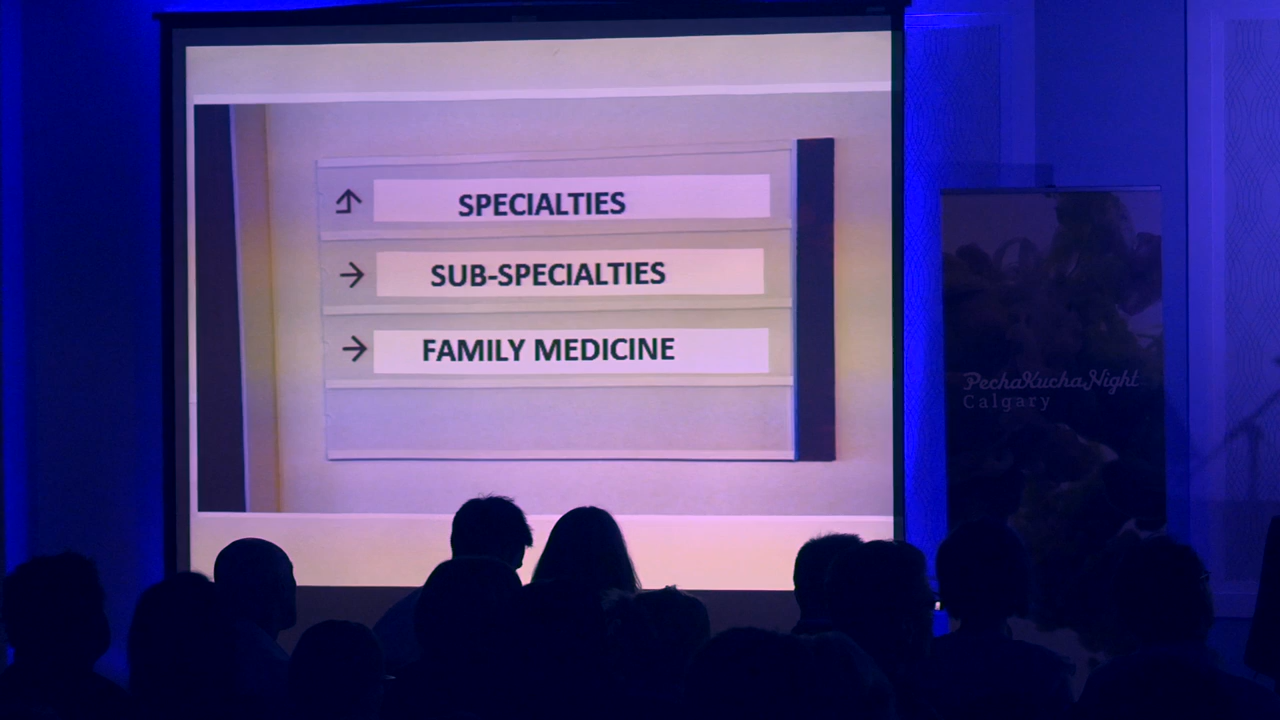 SPECIALTIES
SUB-SPECIALTIES
FAMILY MEDICINE
PechaKucha Night
Calgary